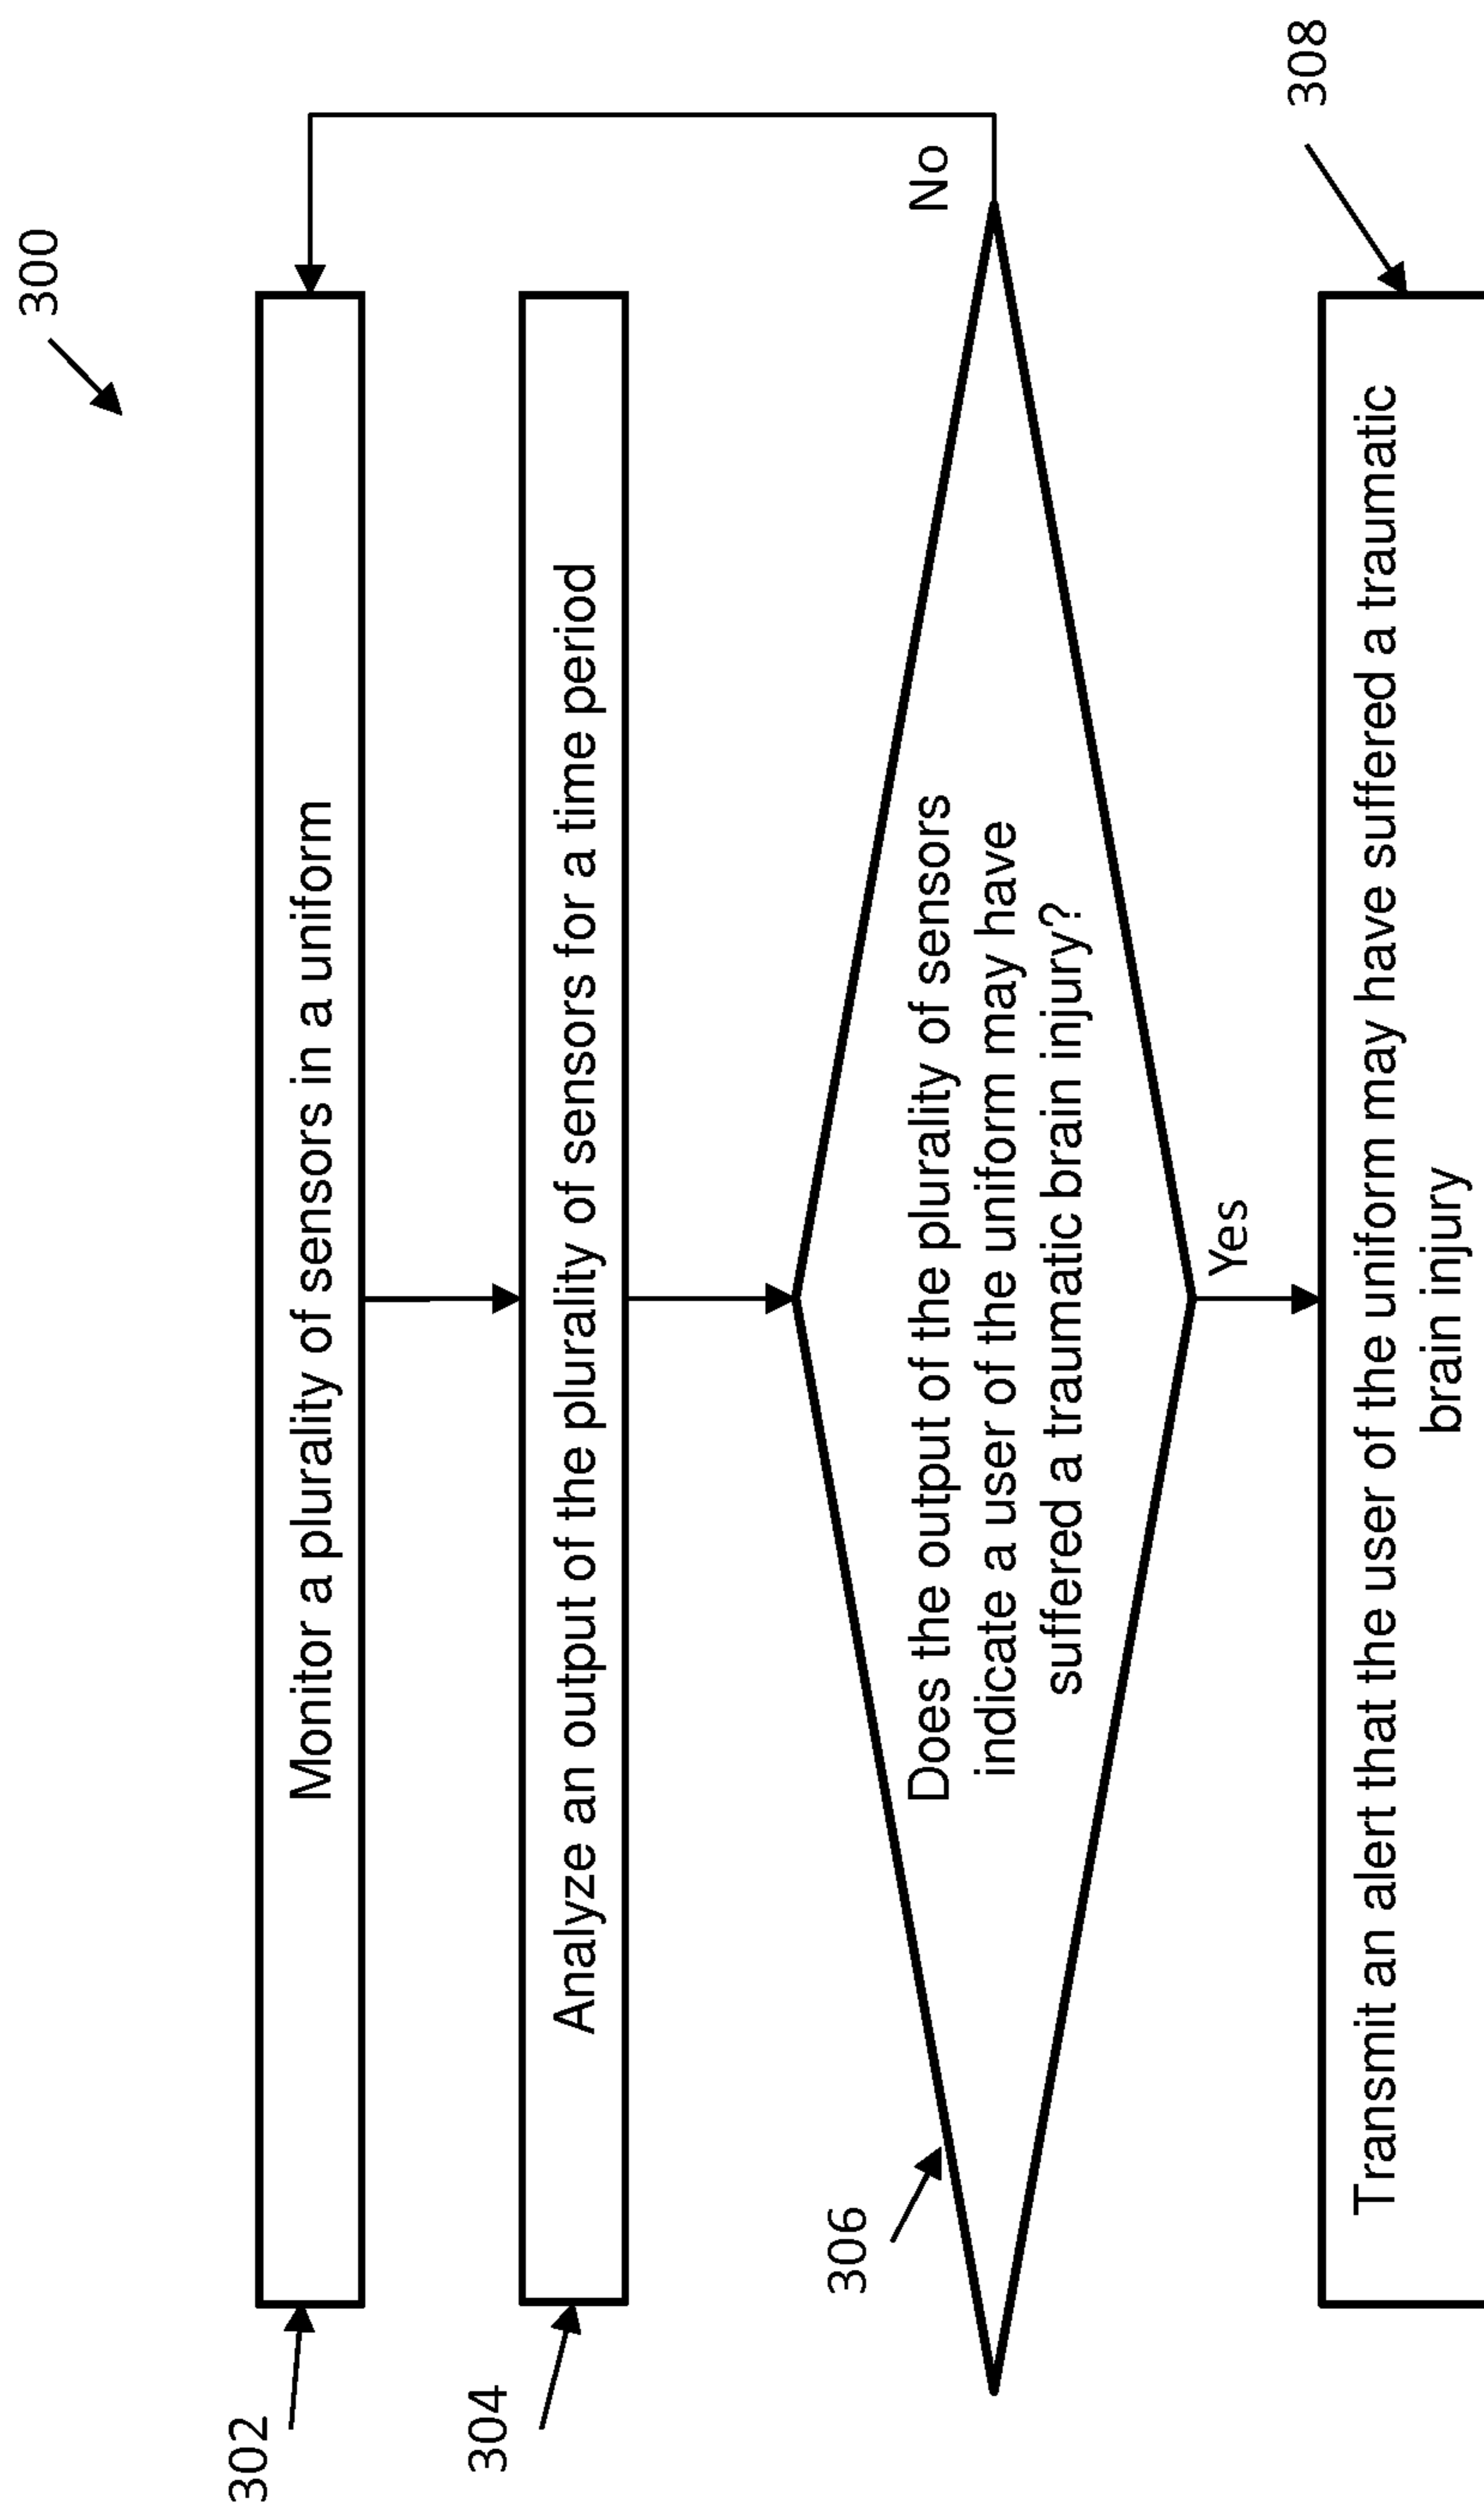 300
302
Monitor a plurality of sensors in a uniform
304
Analyze an output of the plurality of sensors for a time period
306
Does the output of the plurality of sensors
indicate a user of the uniform may have
suffered a traumatic brain injury?
No
Yes
308
Transmit an alert that the user of the uniform may have suffered a traumatic
brain injury